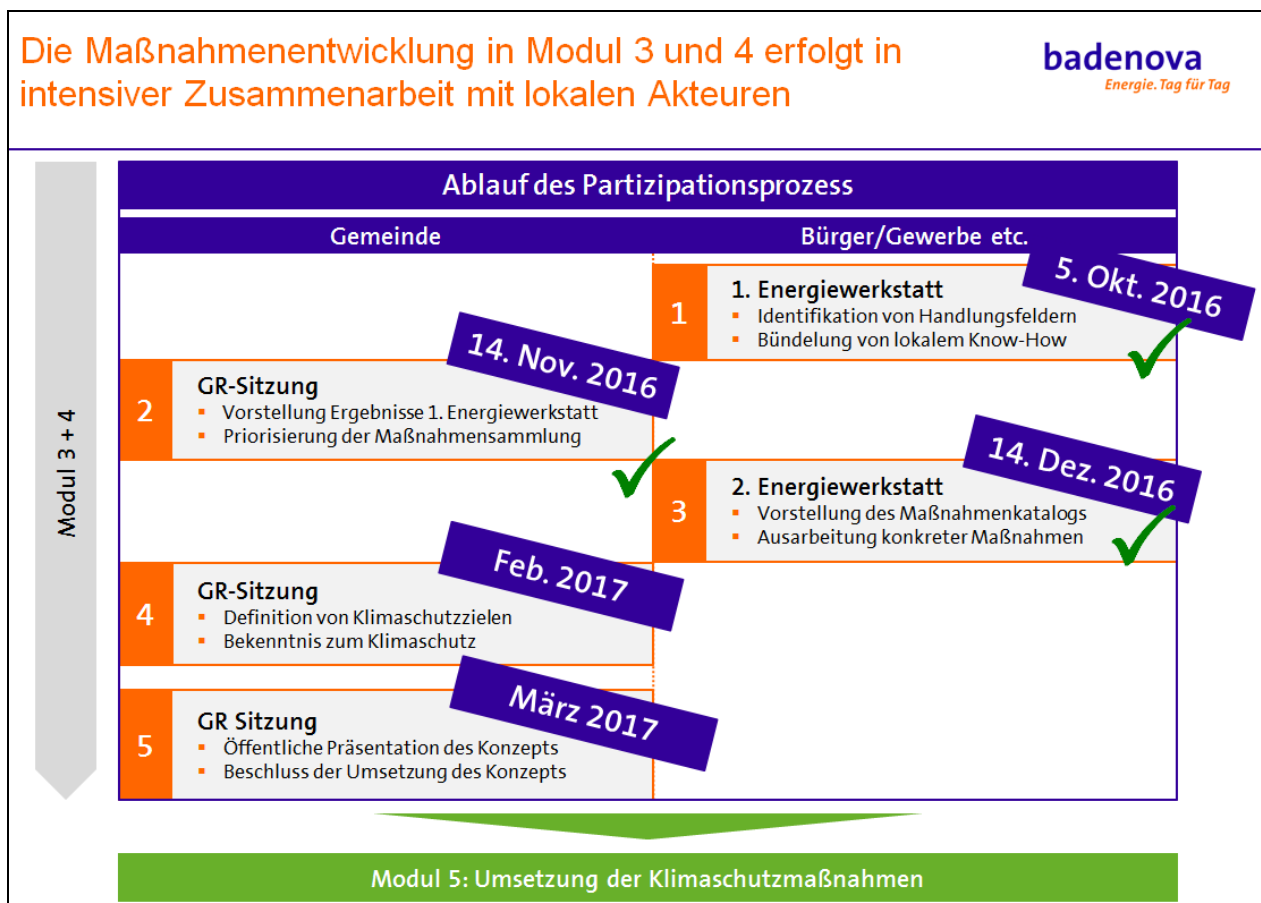 Die Maßnahmenentwicklung in Modul 3 und 4 erfolgt in
intensiver Zusammenarbeit mit lokalen Akteuren
badenova
Energie. Tag für Tag
Modul 3 + 4
Ablauf des Partizipationsprozess
Gemeinde
Bürger/Gewerbe etc.
1
1. Energiewerkstatt
▪ Identifikation von Handlungsfeldern
▪ Bündelung von lokalem Know-How
5. Okt. 2016
2
GR-Sitzung
▪ Vorstellung Ergebnisse 1. Energiewerkstatt
▪ Priorisierung der Maßnahmensammlung
14. Nov. 2016
3
2. Energiewerkstatt
▪ Vorstellung des Maßnahmenkatalogs
▪ Ausarbeitung konkreter Maßnahmen
14. Dez. 2016
4
GR-Sitzung
▪ Definition von Klimaschutzzielen
▪ Bekenntnis zum Klimaschutz
Feb. 2017
5
GR Sitzung
▪ Öffentliche Präsentation des Konzepts
▪ Beschluss der Umsetzung des Konzepts
März 2017
Modul 5: Umsetzung der Klimaschutzmaßnahmen